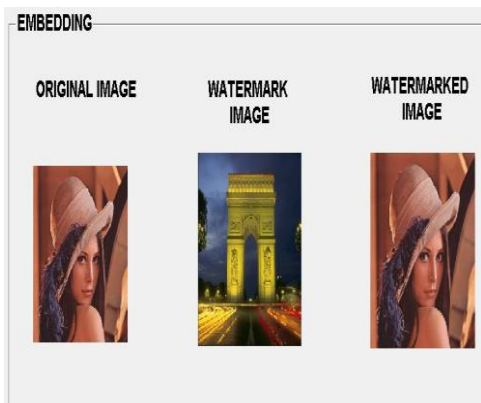 EMBEDDING
ORIGINAL IMAGE
WATERMARK
IMAGE
WATERMARKED
IMAGE